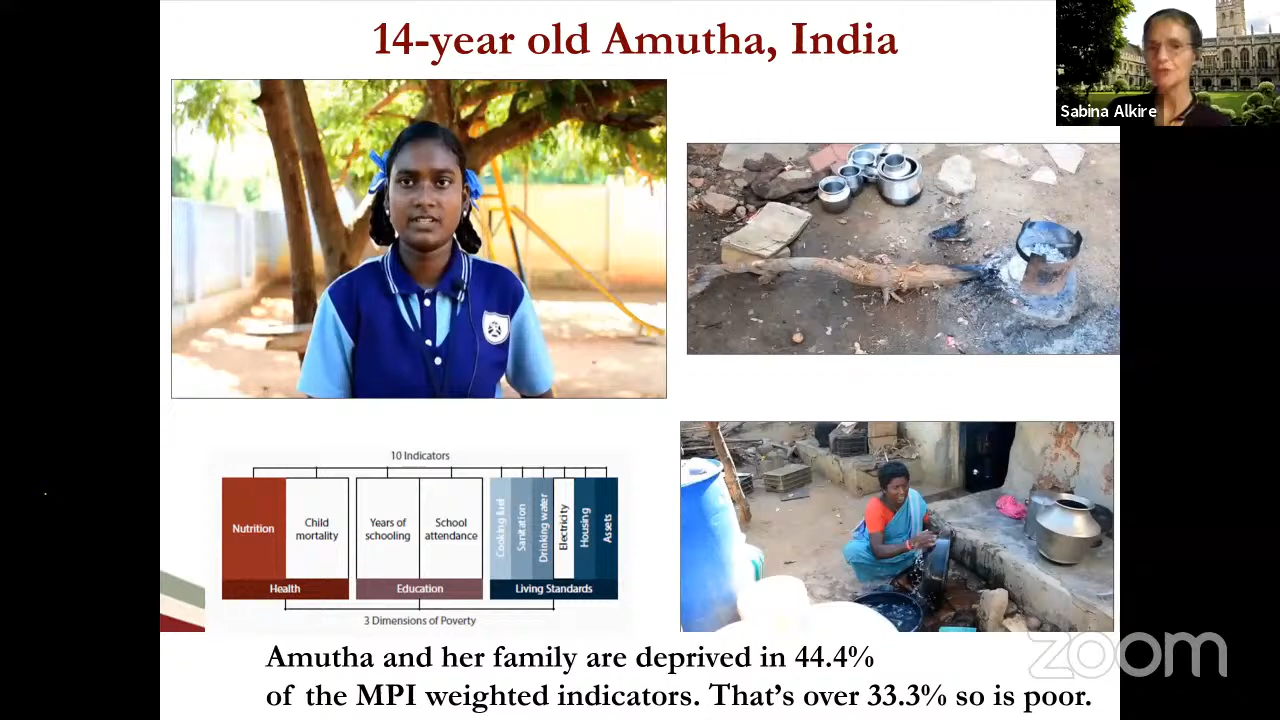 14-year old Amutha, India
Sabina Alkire
10 Indicators
Nutrition
Child
mortality
Years of
schooling
School
attendance
Cooking fuel
Sanitation
Drinking water
Electricity
Housing
Assets
Health
Education
Living Standards
3 Dimensions of Poverty
Amutha and her family are deprived in 44.4%
of the MPI weighted indicators. That's over 33.3% so is poor.
zoom